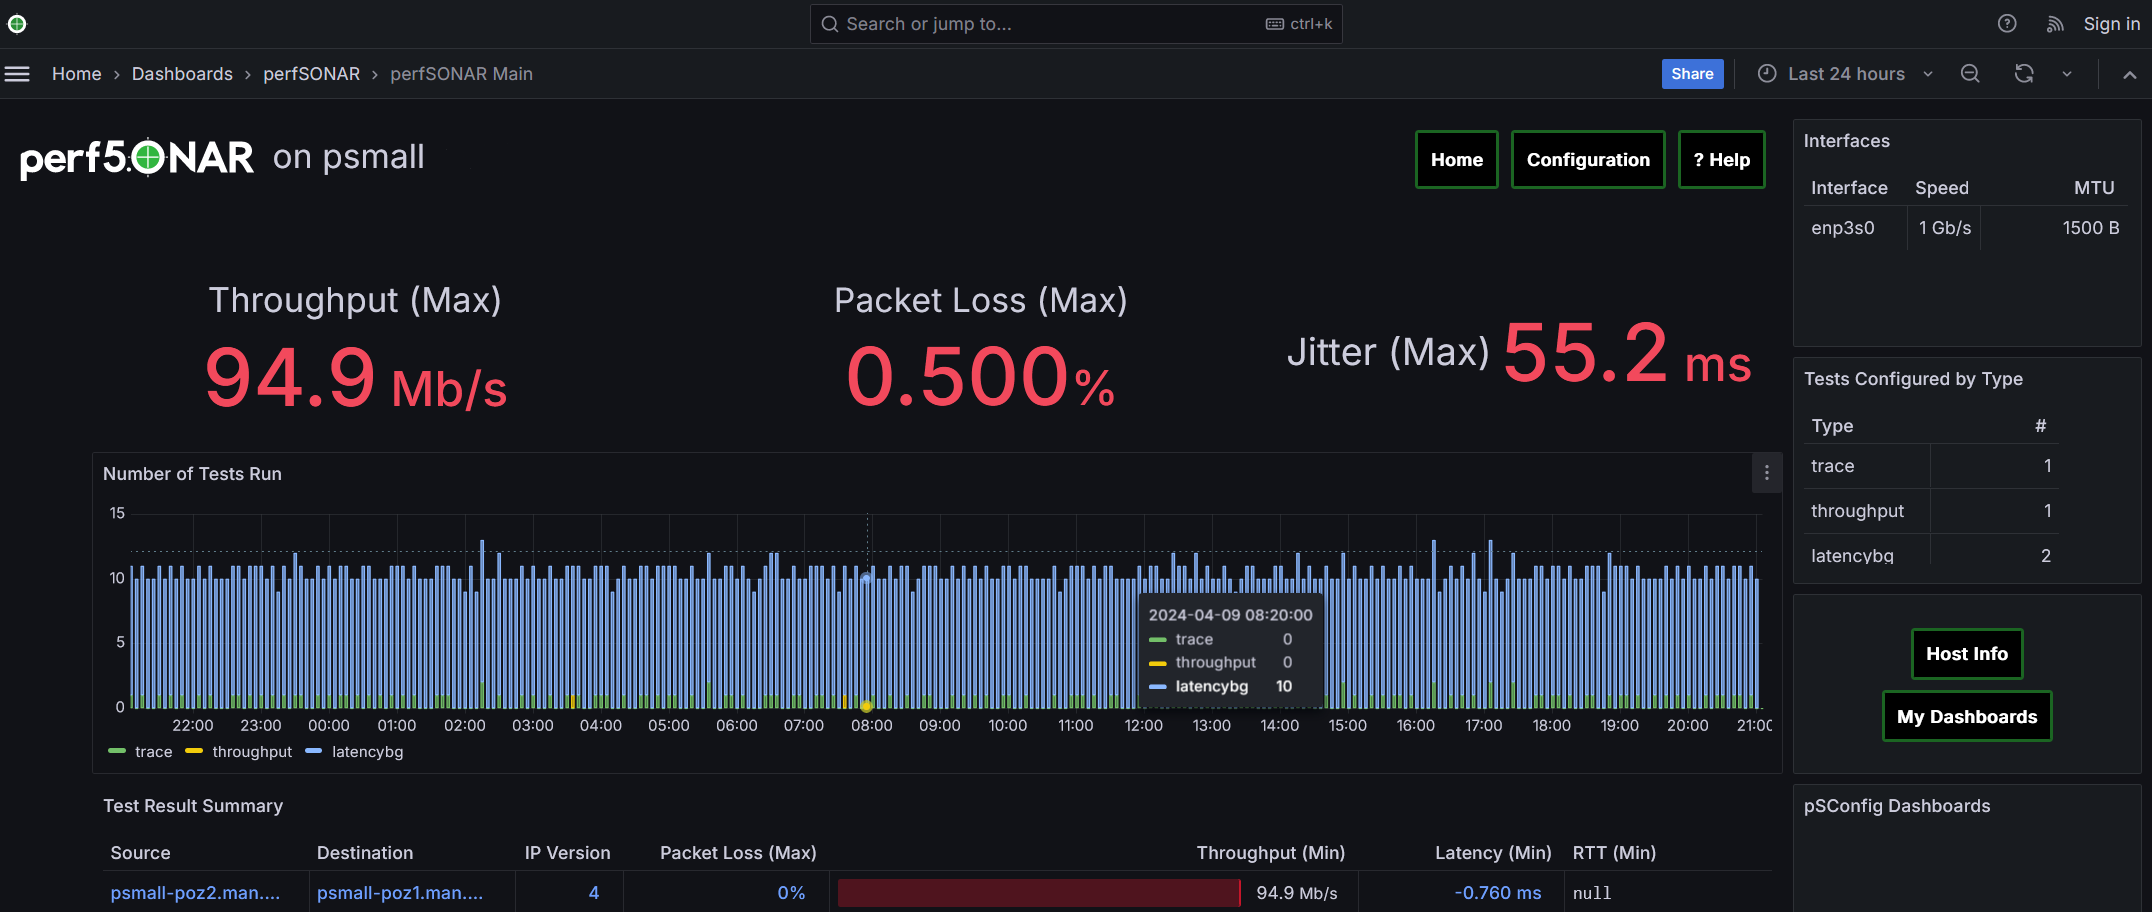 Search or jump to...
ctrl+k
Sign in
Home › Dashboards › perfSONAR › perfSONAR Main
Share
Last 24 hours
perfSONAR on psmall
Home
Configuration
? Help
Throughput (Max)
94.9 Mb/s
Packet Loss (Max)
0.500%
Jitter (Max) 55.2 ms
Interfaces
Interface Speed MTU
enp3s0 1 Gb/s 1500 B
Tests Configured by Type
Type #
trace 1
throughput 1
latencybg 2
Host Info
My Dashboards
pSConfig Dashboards
Number of Tests Run
15
10
5
0
22:00 23:00 00:00 01:00 02:00 03:00 04:00 05:00 06:00 07:00 08:00 09:00 10:00 11:00 12:00 13:00 14:00 15:00 16:00 17:00 18:00 19:00 20:00 21:00
2024-04-09 08:20:00
trace 0
throughput 0
latencybg 10
trace throughput latencybg
Test Result Summary
Source Destination IP Version Packet Loss (Max) Throughput (Min) Latency (Min) RTT (Min)
psmall-poz2.man.... psmall-poz1.man.... 4 0% 94.9 Mb/s -0.760 ms null